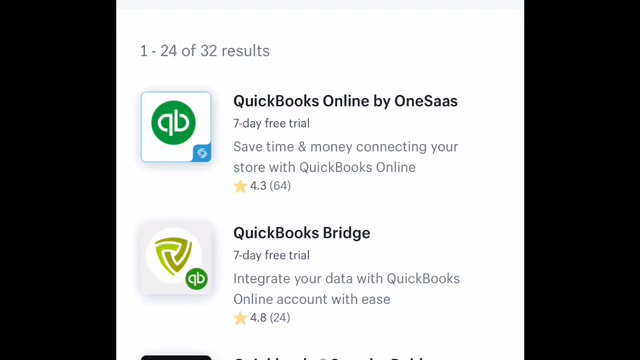 1 - 24 of 32 results
qb
QuickBooks Online by OneSaas
7-day free trial
Save time & money connecting your
store with QuickBooks Online
4.3 (64)
QuickBooks Bridge
7-day free trial
Integrate your data with QuickBooks
qb
Online account with ease
4.8 (24)